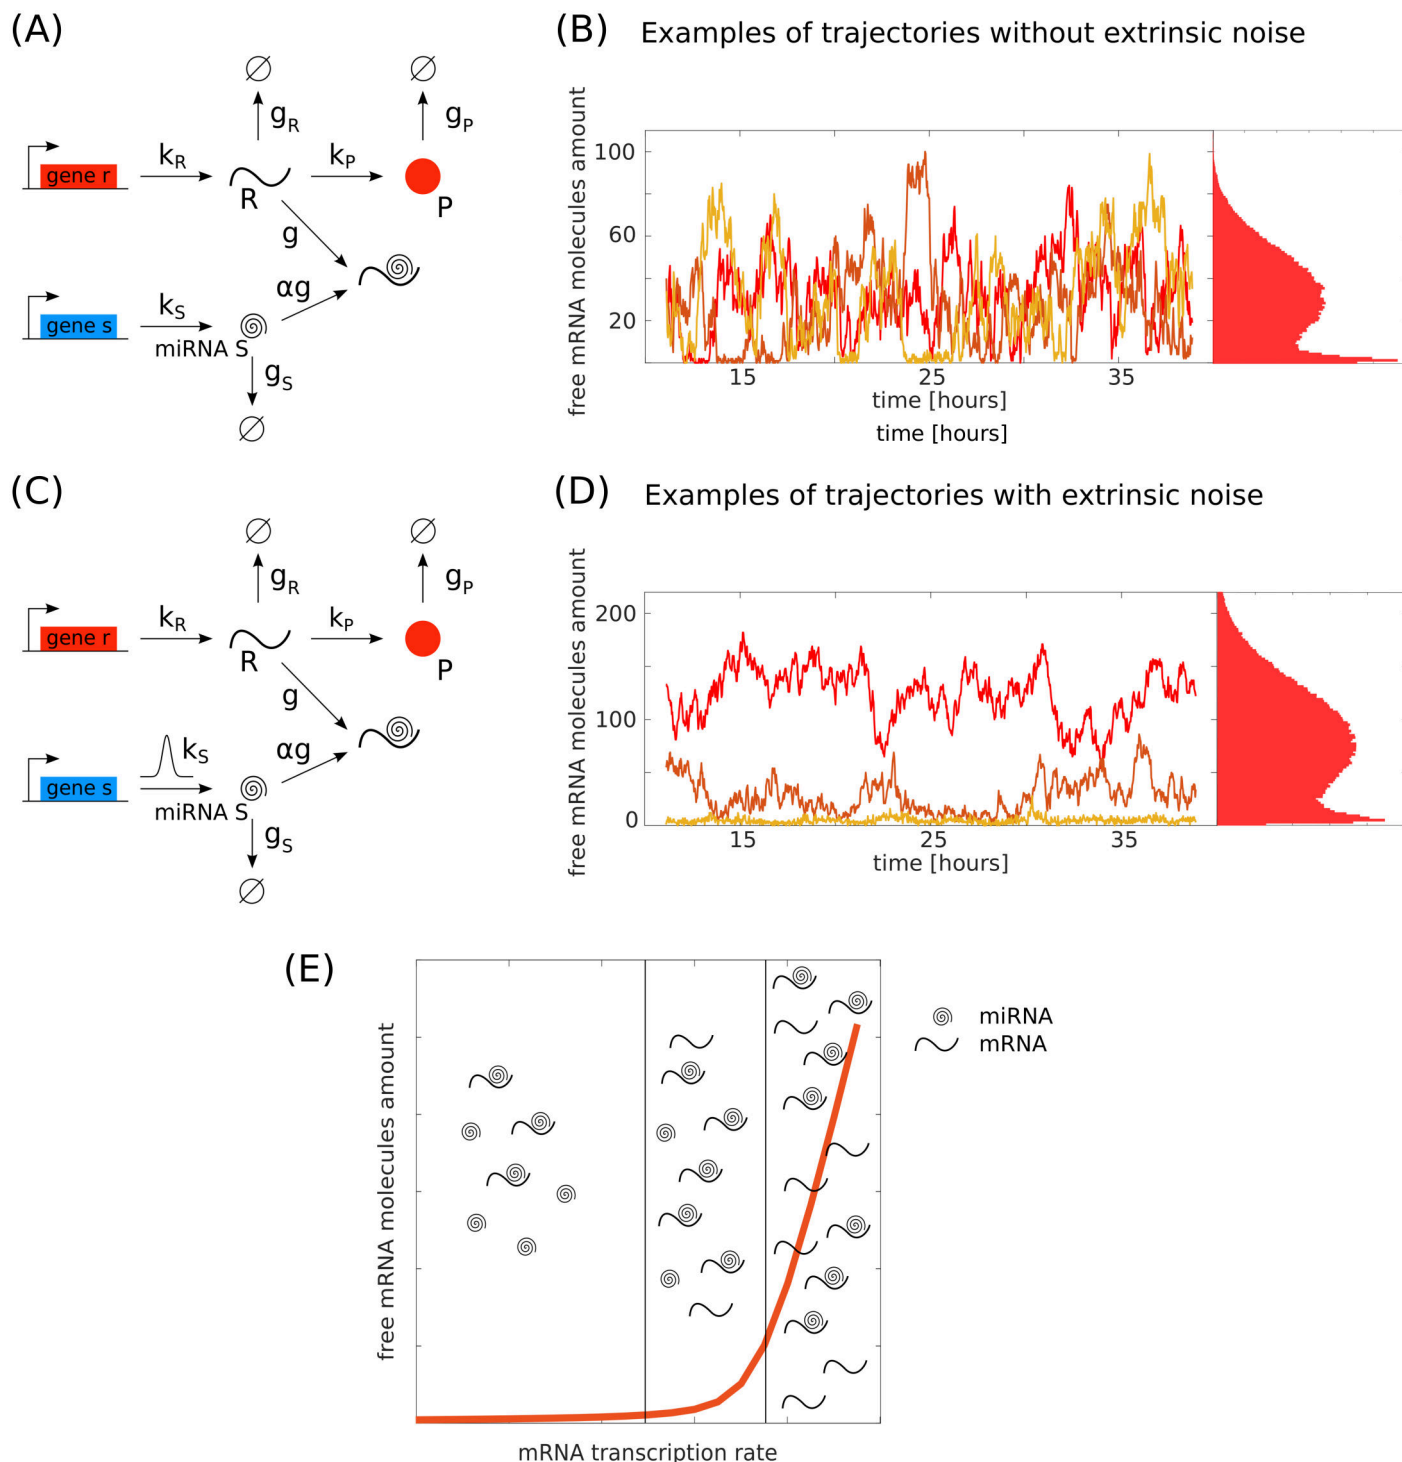 (A)
∅
∅
g_R
g_P
gene r
k_R
R
k_P
P
g
gene s
k_S
miRNA S
αg
g_S
∅
(B) Examples of trajectories without extrinsic noise
free mRNA molecules amount
100
60
20
15 25 35
time [hours]
time [hours]
(C)
∅
∅
g_R
g_P
gene r
k_R
R
k_P
P
g
gene s
k_S
miRNA S
αg
g_S
∅
(D) Examples of trajectories with extrinsic noise
free mRNA molecules amount
200
100
0
15 25 35
time [hours]
(E)
free mRNA molecules amount
mRNA transcription rate
miRNA
mRNA